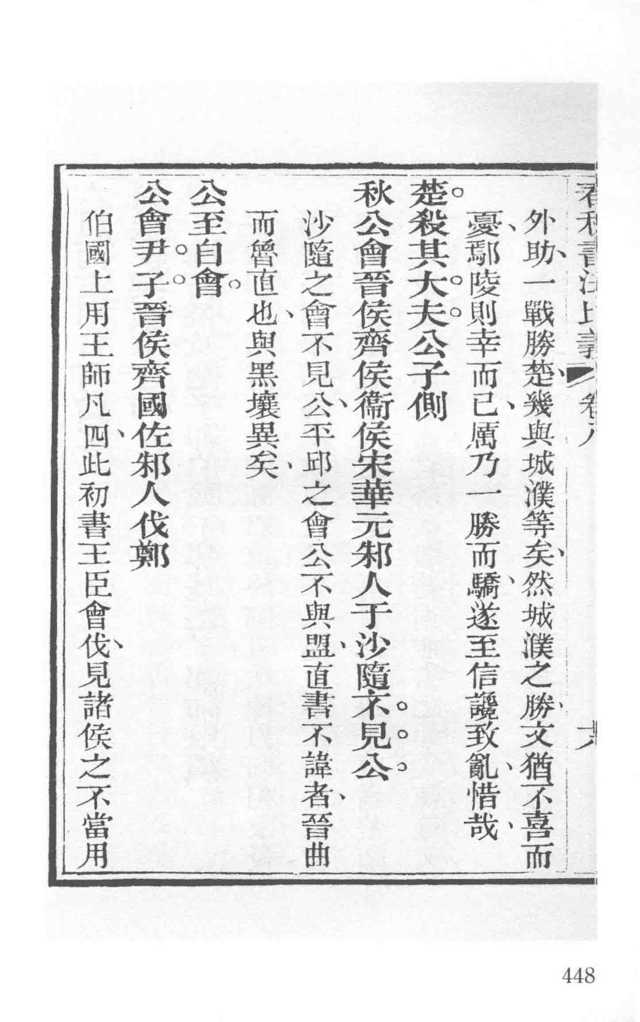 春秋書法比義 卷八 十八
外助一戰勝楚幾與城濮等矣然城濮之勝文猶不喜而
憂鄢陵則幸而已厲乃一勝而驕遂至信讒致亂惜哉
楚殺其大夫公子側
秋公會晉侯齊侯衞侯宋華元邾人于沙隨不見公
沙隨之會不見公平邱之會公不與盟直書不諱者晉曲
而魯直也與黑壤異矣
公至自會
公會尹子晉侯齊國佐邾人伐鄭
伯國上用王師凡四此初書王臣會伐見諸侯之不當用
448